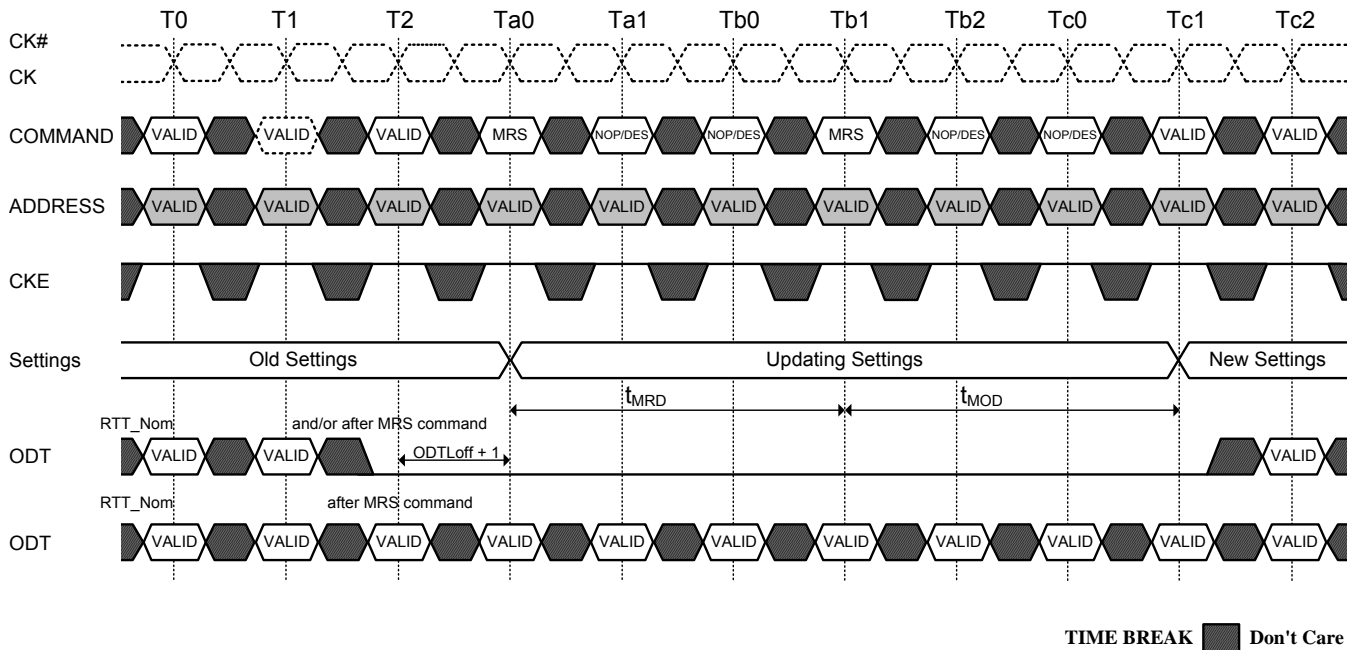 T0 T1 T2 Ta0 Ta1 Tb0 Tb1 Tb2 Tc0 Tc1 Tc2
CK#
CK
COMMAND VALID VALID VALID MRS NOP/DES NOP/DES MRS NOP/DES NOP/DES VALID VALID
ADDRESS VALID VALID VALID VALID VALID VALID VALID VALID VALID VALID VALID
CKE
Settings Old Settings Updating Settings New Settings
tMRD tMOD
RTT_Nom and/or after MRS command
ODT VALID VALID ODTLoff + 1 VALID
RTT_Nom after MRS command
ODT VALID VALID VALID VALID VALID VALID VALID VALID VALID VALID VALID
TIME BREAK Don't Care